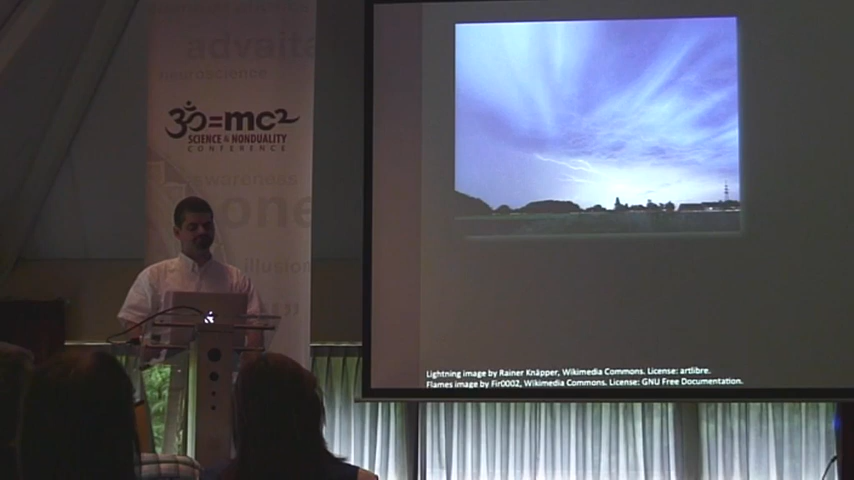 advaita
neuroscience
ॐ=mc²
SCIENCE & NONDUALITY
CONFERENCE
awareness
one
illusion
Lightning image by Rainer Knäpper, Wikimedia Commons. License: artlibre.
Flames image by Fir0002, Wikimedia Commons. License: GNU Free Documentation.